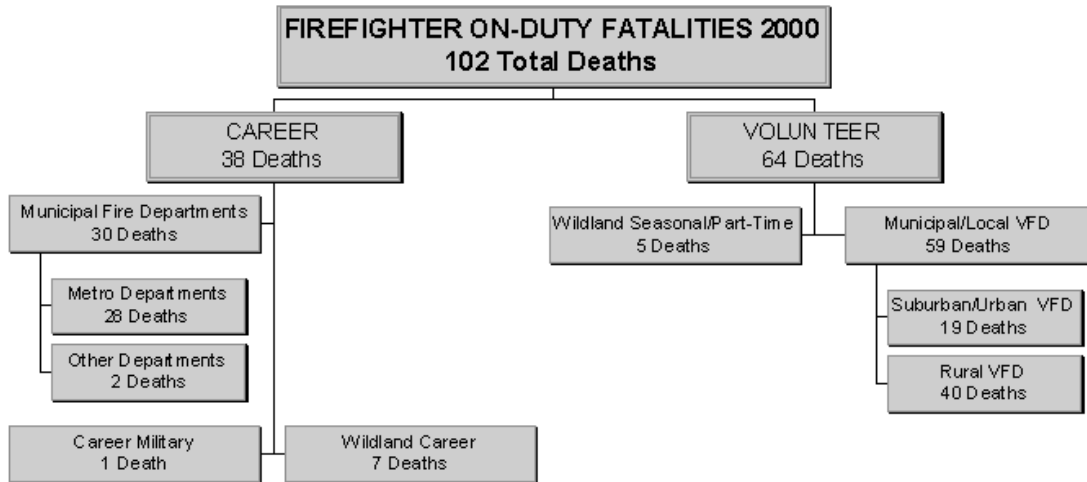 FIREFIGHTER ON-DUTY FATALITIES 2000
102 Total Deaths
CAREER
38 Deaths
VOLUN TEER
64 Deaths
Municipal Fire Departments
30 Deaths
Wildland Seasonal/Part-Time
5 Deaths
Municipal/Local VFD
59 Deaths
Metro Departments
28 Deaths
Suburban/Urban VFD
19 Deaths
Other Departments
2 Deaths
Rural VFD
40 Deaths
Career Military
1 Death
Wildland Career
7 Deaths